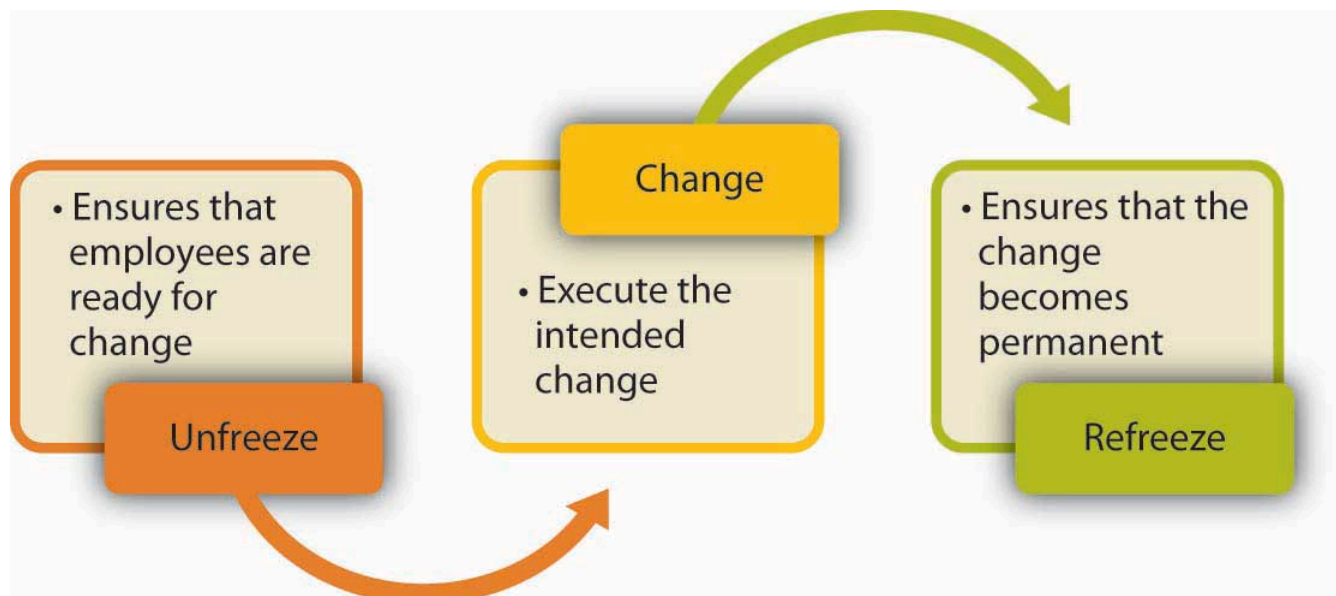 • Ensures that
employees are
ready for
change
Unfreeze
Change
• Execute the
intended
change
• Ensures that the
change
becomes
permanent
Refreeze